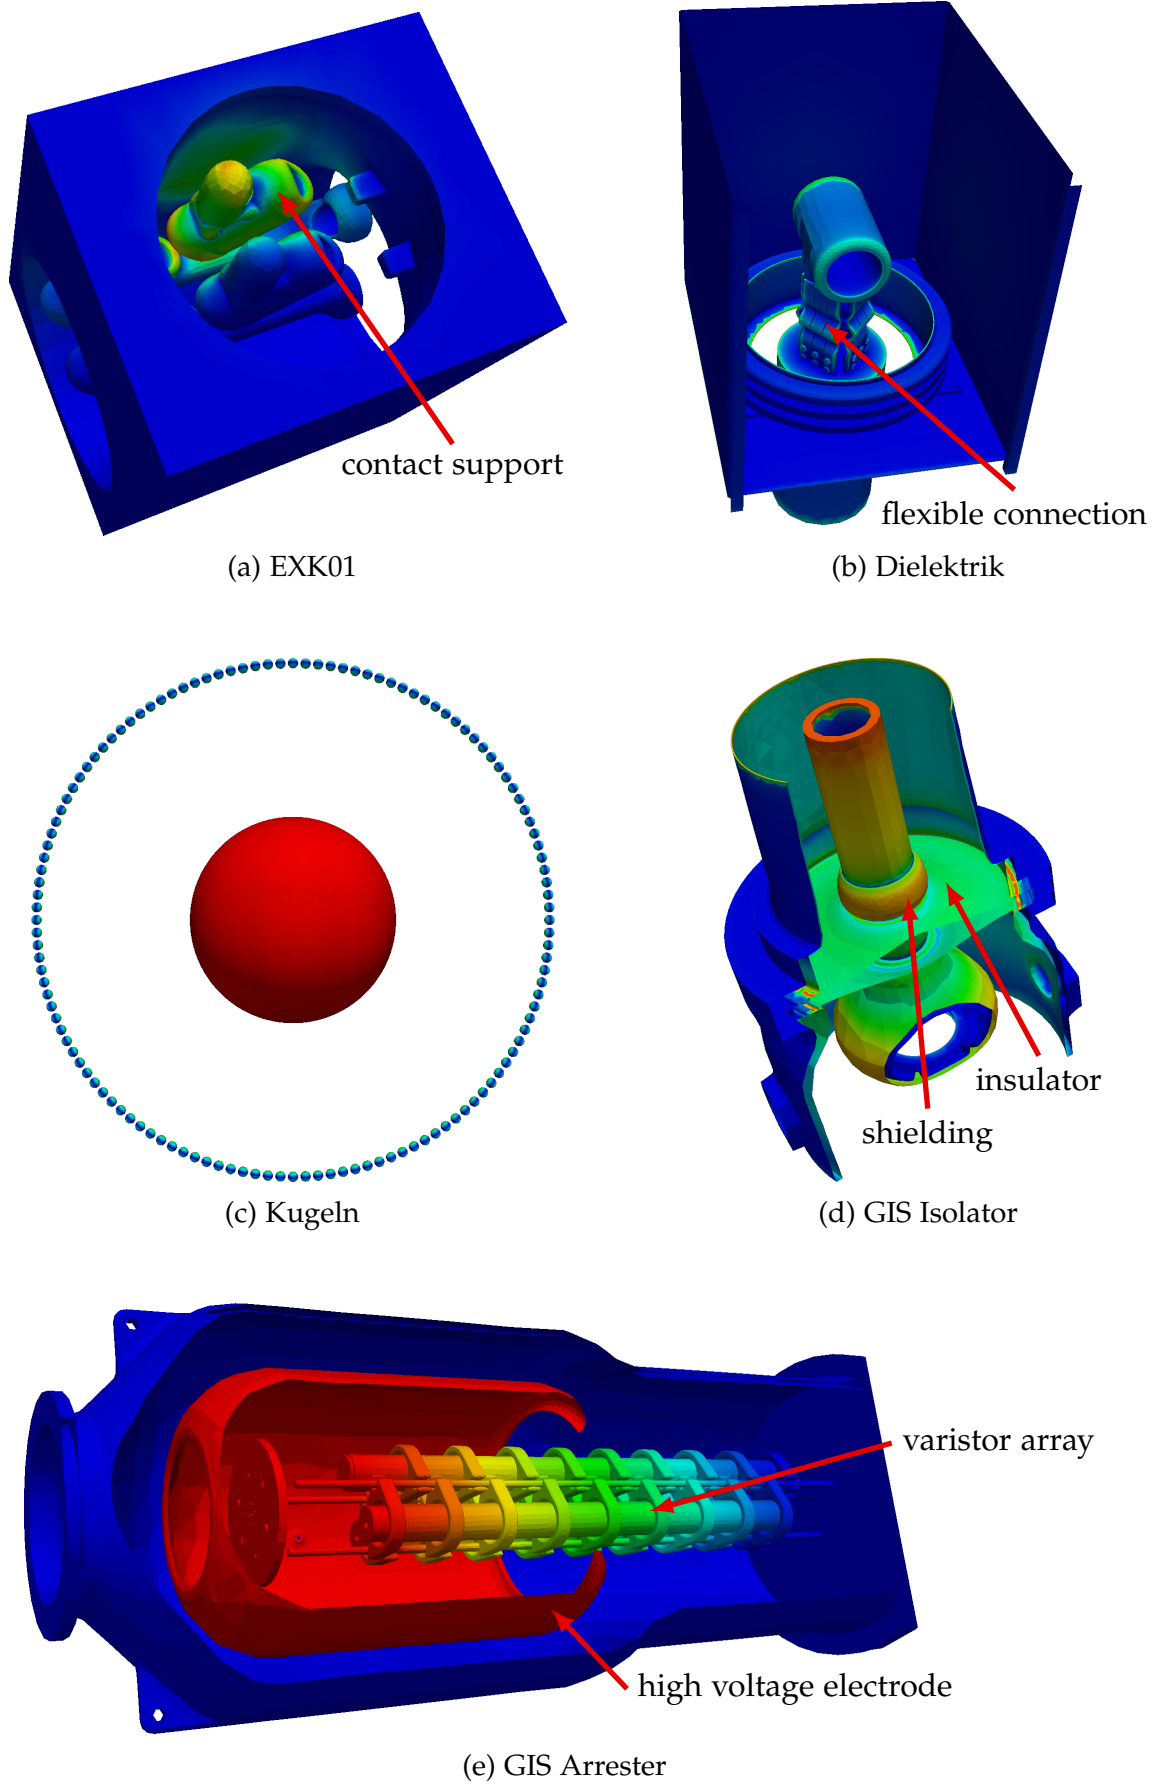 contact support
flexible connection
(a) EXK01
(b) Dielektrik
insulator
shielding
(c) Kugeln
(d) GIS Isolator
varistor array
high voltage electrode
(e) GIS Arrester